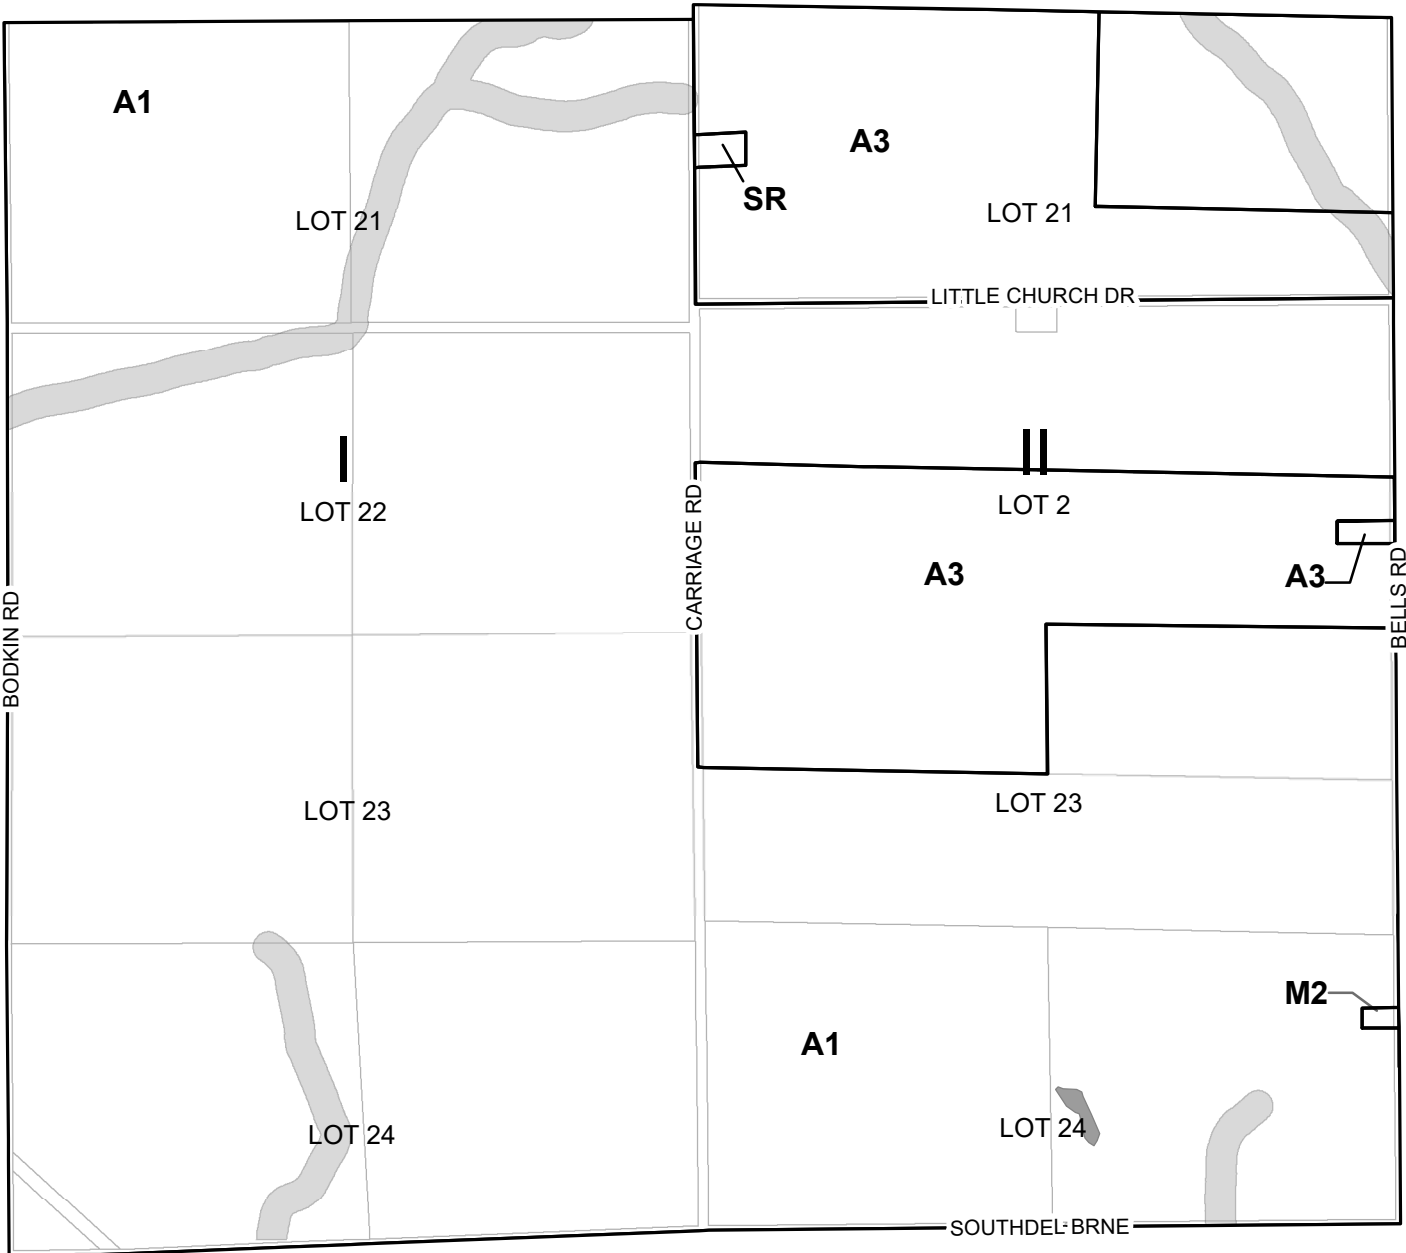 A1
A3
SR
LOT 21
LOT 21
LITTLE CHURCH DR
I
II
LOT 22
LOT 2
CARRIAGE RD
A3
A3
BODKIN RD
BELLS RD
LOT 23
LOT 23
M2
A1
LOT 24
LOT 24
SOUTHDEL BRNE